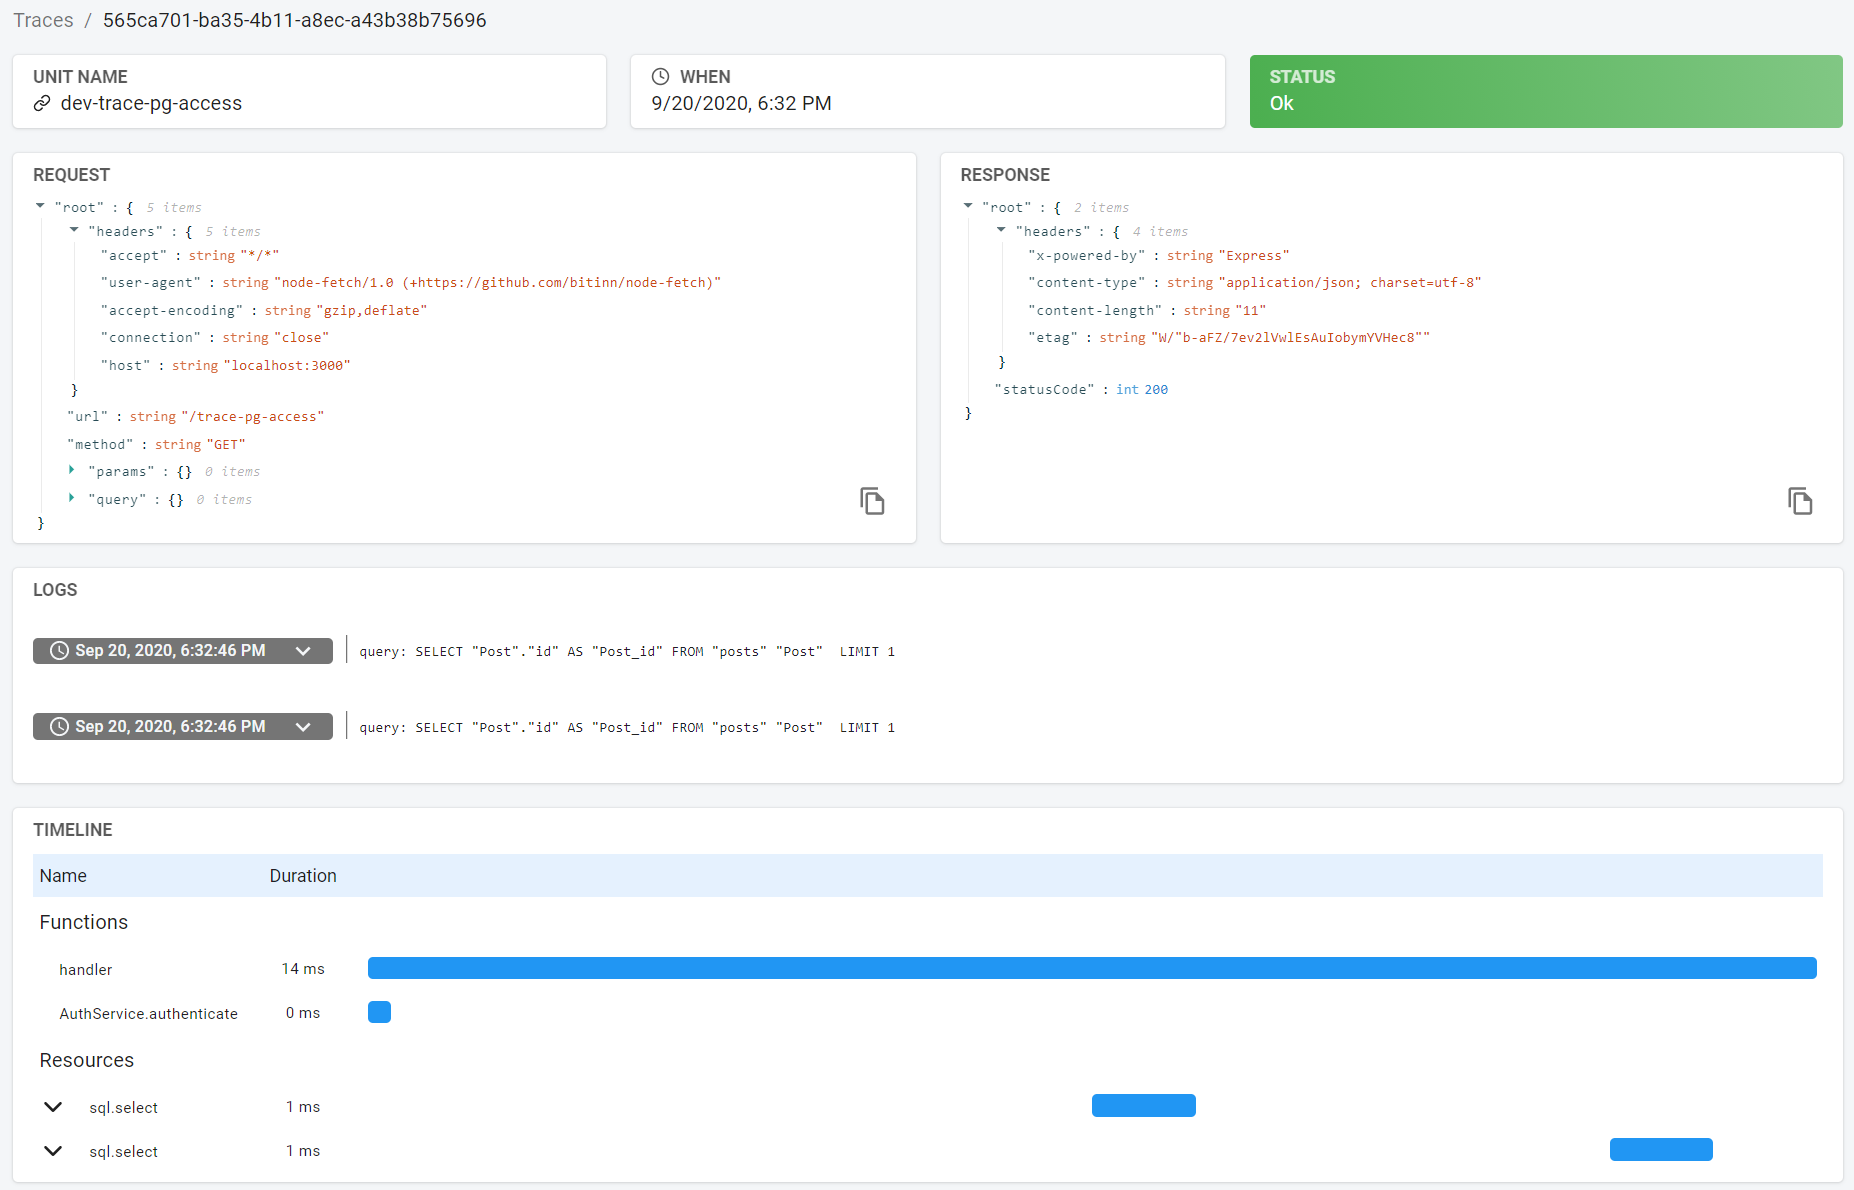 Traces / 565ca701-ba35-4b11-a8ec-a43b38b75696
UNIT NAME
dev-trace-pg-access
WHEN
9/20/2020, 6:32 PM
STATUS
Ok
REQUEST
"root" : { 5 items
"headers" : { 5 items
"accept" : string "*/*"
"user-agent" : string "node-fetch/1.0 (+https://github.com/bitinn/node-fetch)"
"accept-encoding" : string "gzip,deflate"
"connection" : string "close"
"host" : string "localhost:3000"
}
"url" : string "/trace-pg-access"
"method" : string "GET"
"params" : {} 0 items
"query" : {} 0 items
}
RESPONSE
"root" : { 2 items
"headers" : { 4 items
"x-powered-by" : string "Express"
"content-type" : string "application/json; charset=utf-8"
"content-length" : string "11"
"etag" : string "W/"b-aFZ/7ev2lVwlEsAuIobymYVHec8""
}
"statusCode" : int 200
}
LOGS
Sep 20, 2020, 6:32:46 PM query: SELECT "Post"."id" AS "Post_id" FROM "posts" "Post"  LIMIT 1
Sep 20, 2020, 6:32:46 PM query: SELECT "Post"."id" AS "Post_id" FROM "posts" "Post"  LIMIT 1
TIMELINE
Name Duration
Functions
handler 14 ms
AuthService.authenticate 0 ms
Resources
sql.select 1 ms
sql.select 1 ms